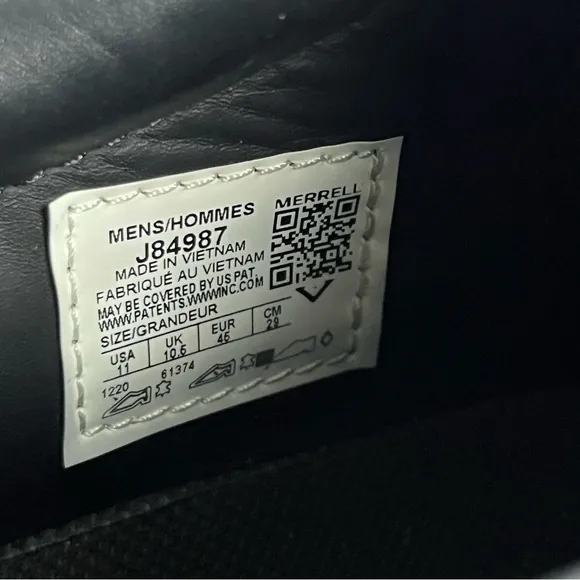 MERRELL
MENS/HOMMES
J84987
MADE IN VIETNAM
FABRIQUÉ AU VIETNAM
MAY BE COVERED BY US PAT.
WWW.PATENTS.WWWINC.COM
SIZE/GRANDEUR
USA UK EUR CM
11 10.5 45 29
1220 61374